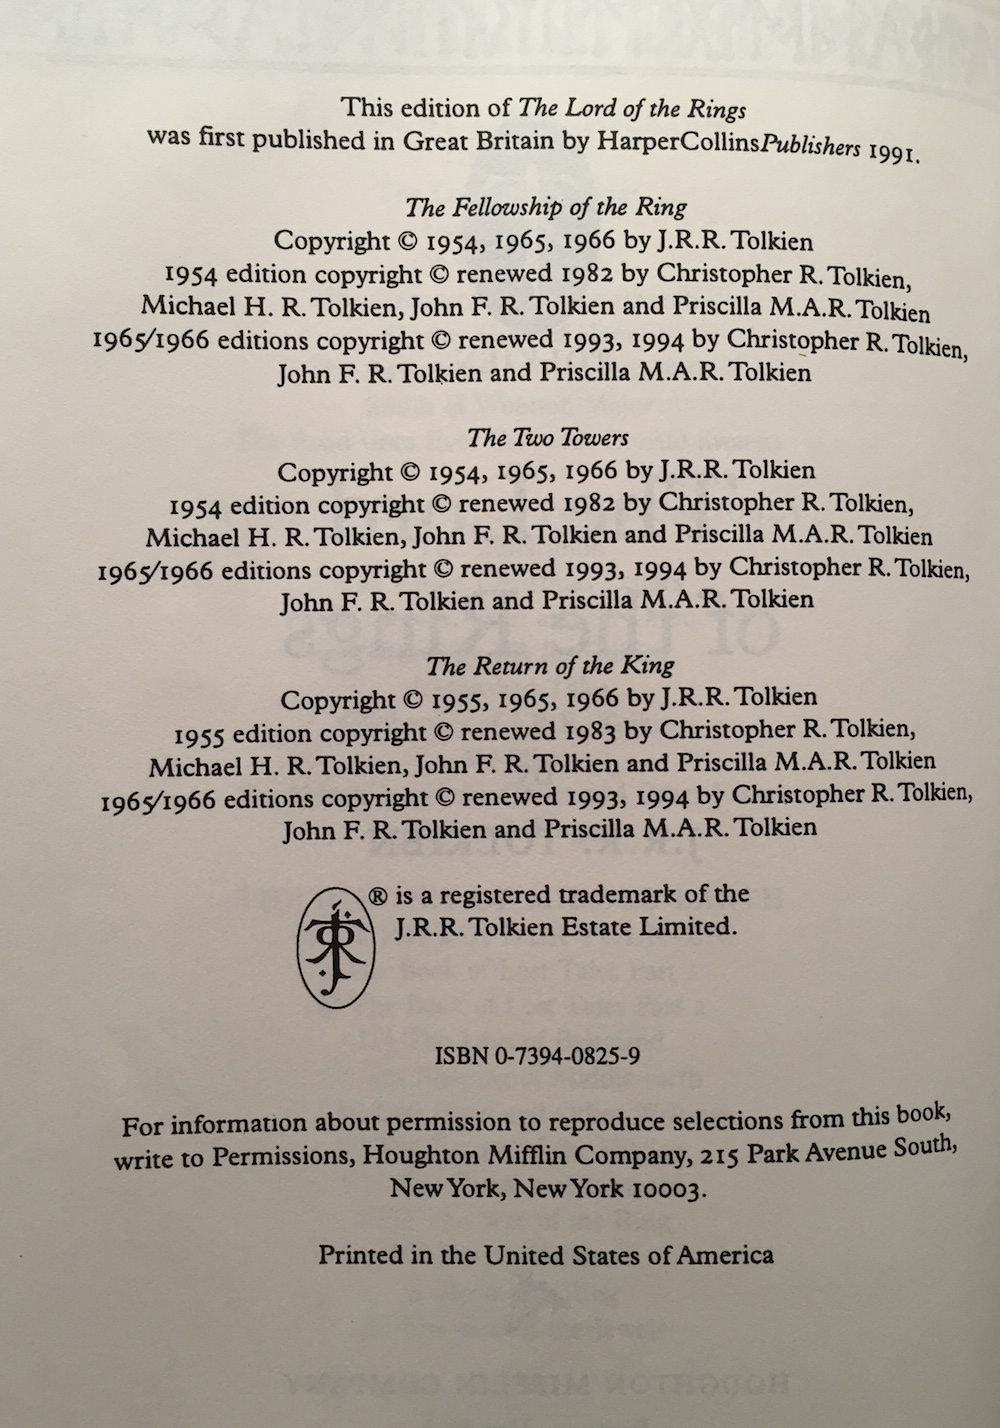 This edition of The Lord of the Rings
was first published in Great Britain by HarperCollinsPublishers 1991.
The Fellowship of the Ring
Copyright © 1954, 1965, 1966 by J.R.R. Tolkien
1954 edition copyright © renewed 1982 by Christopher R. Tolkien,
Michael H. R. Tolkien, John F. R. Tolkien and Priscilla M.A.R. Tolkien
1965/1966 editions copyright © renewed 1993, 1994 by Christopher R. Tolkien,
John F. R. Tolkien and Priscilla M.A.R. Tolkien
The Two Towers
Copyright © 1954, 1965, 1966 by J.R.R. Tolkien
1954 edition copyright © renewed 1982 by Christopher R. Tolkien,
Michael H. R. Tolkien, John F. R. Tolkien and Priscilla M.A.R. Tolkien
1965/1966 editions copyright © renewed 1993, 1994 by Christopher R. Tolkien,
John F. R. Tolkien and Priscilla M.A.R. Tolkien
The Return of the King
Copyright © 1955, 1965, 1966 by J.R.R. Tolkien
1955 edition copyright © renewed 1983 by Christopher R. Tolkien,
Michael H. R. Tolkien, John F. R. Tolkien and Priscilla M.A.R. Tolkien
1965/1966 editions copyright © renewed 1993, 1994 by Christopher R. Tolkien,
John F. R. Tolkien and Priscilla M.A.R. Tolkien
® is a registered trademark of the
J.R.R. Tolkien Estate Limited.
ISBN 0-7394-0825-9
For information about permission to reproduce selections from this book,
write to Permissions, Houghton Mifflin Company, 215 Park Avenue South,
New York, New York 10003.
Printed in the United States of America